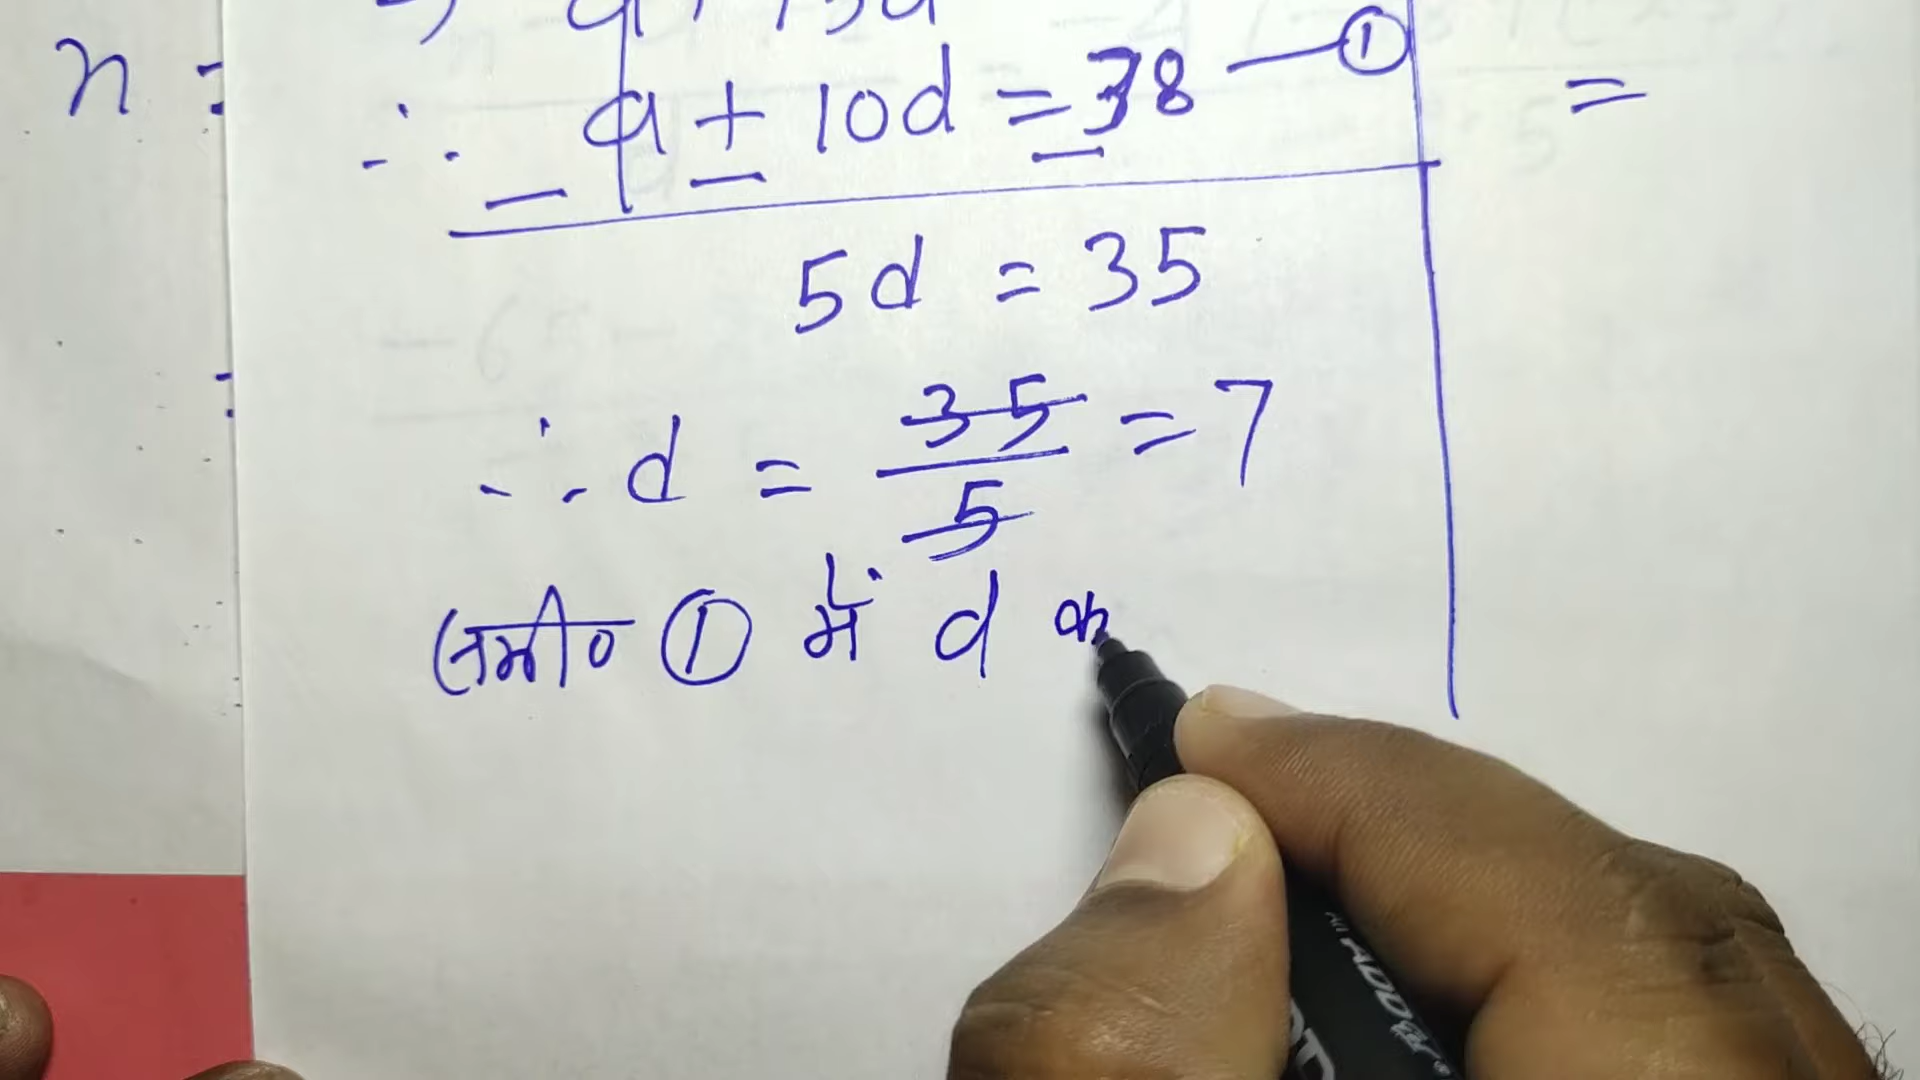 n =
∴ a + 10d = 38 — ①
=
5d = 35
∴ d = 35/5 = 7
समी० ① में d क